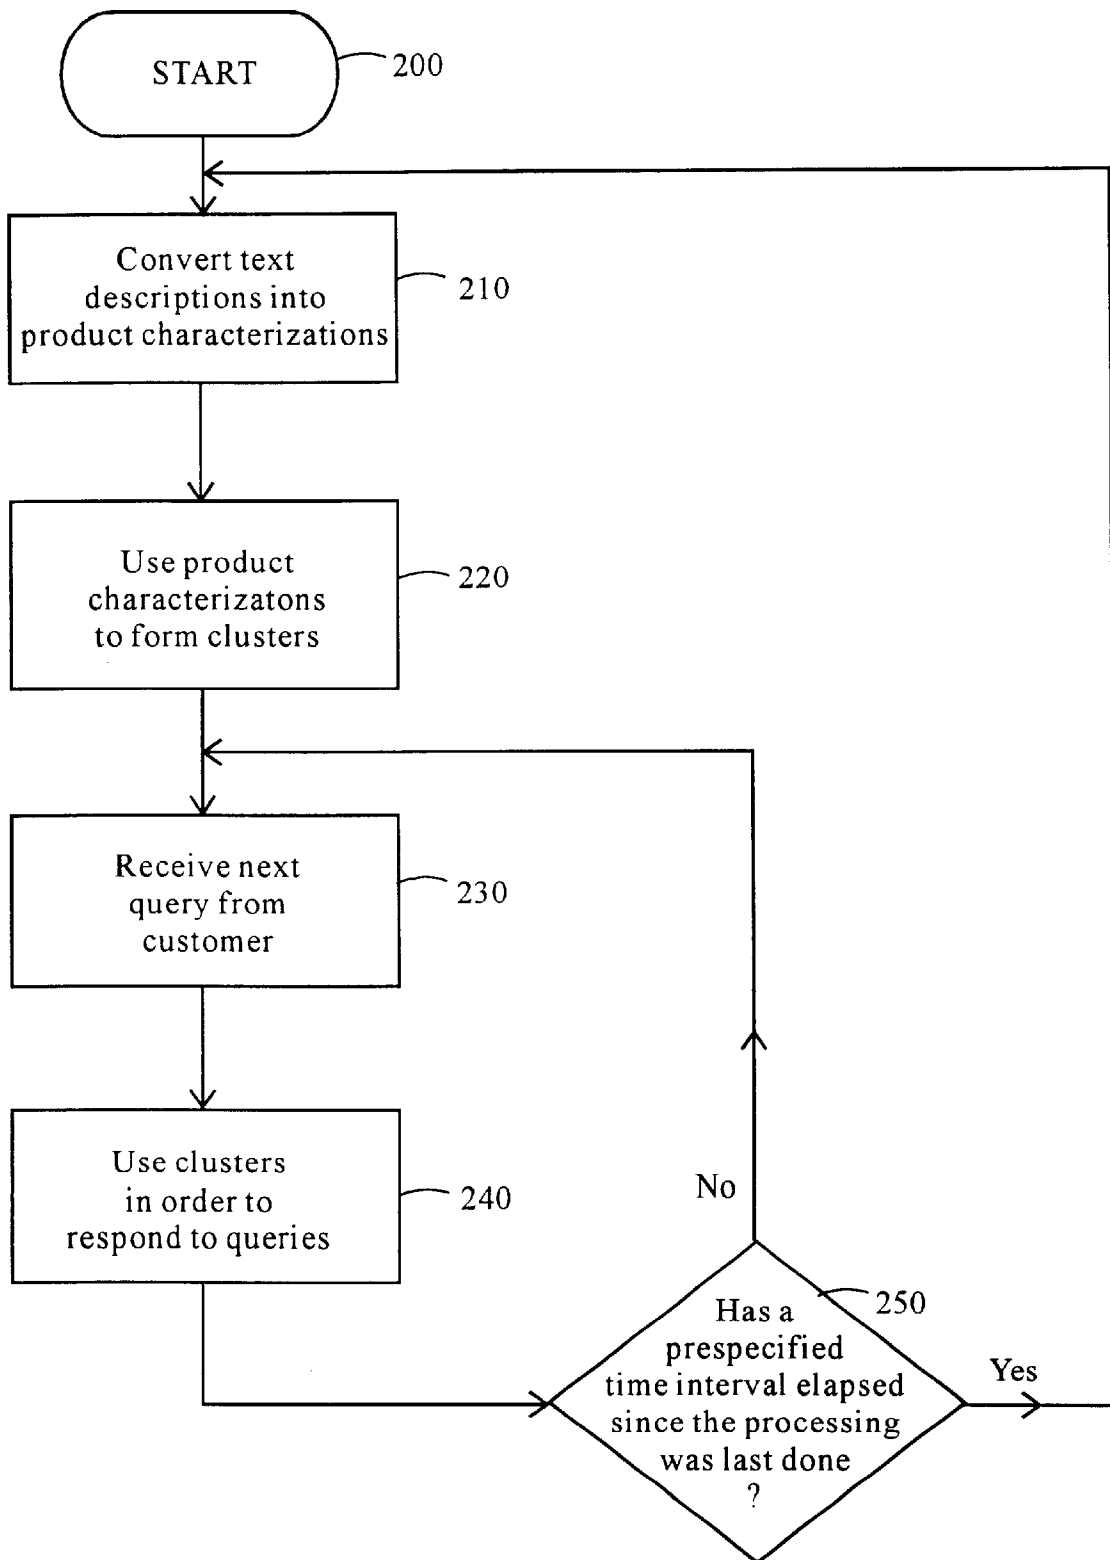 START
200
Convert text
descriptions into
product characterizations
210
Use product
characterizatons
to form clusters
220
Receive next
query from
customer
230
Use clusters
in order to
respond to queries
240
No
Has a
prespecified
time interval elapsed
since the processing
was last done
?
250
Yes